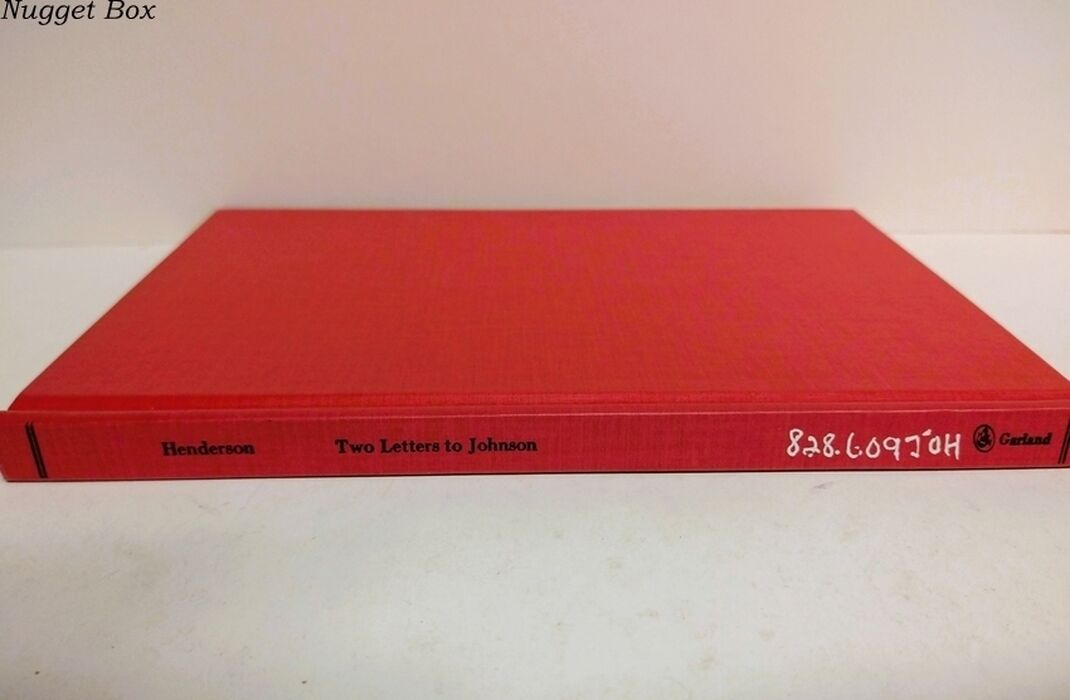 Nugget Box
Henderson Two Letters to Johnson 828.609JOH Garland